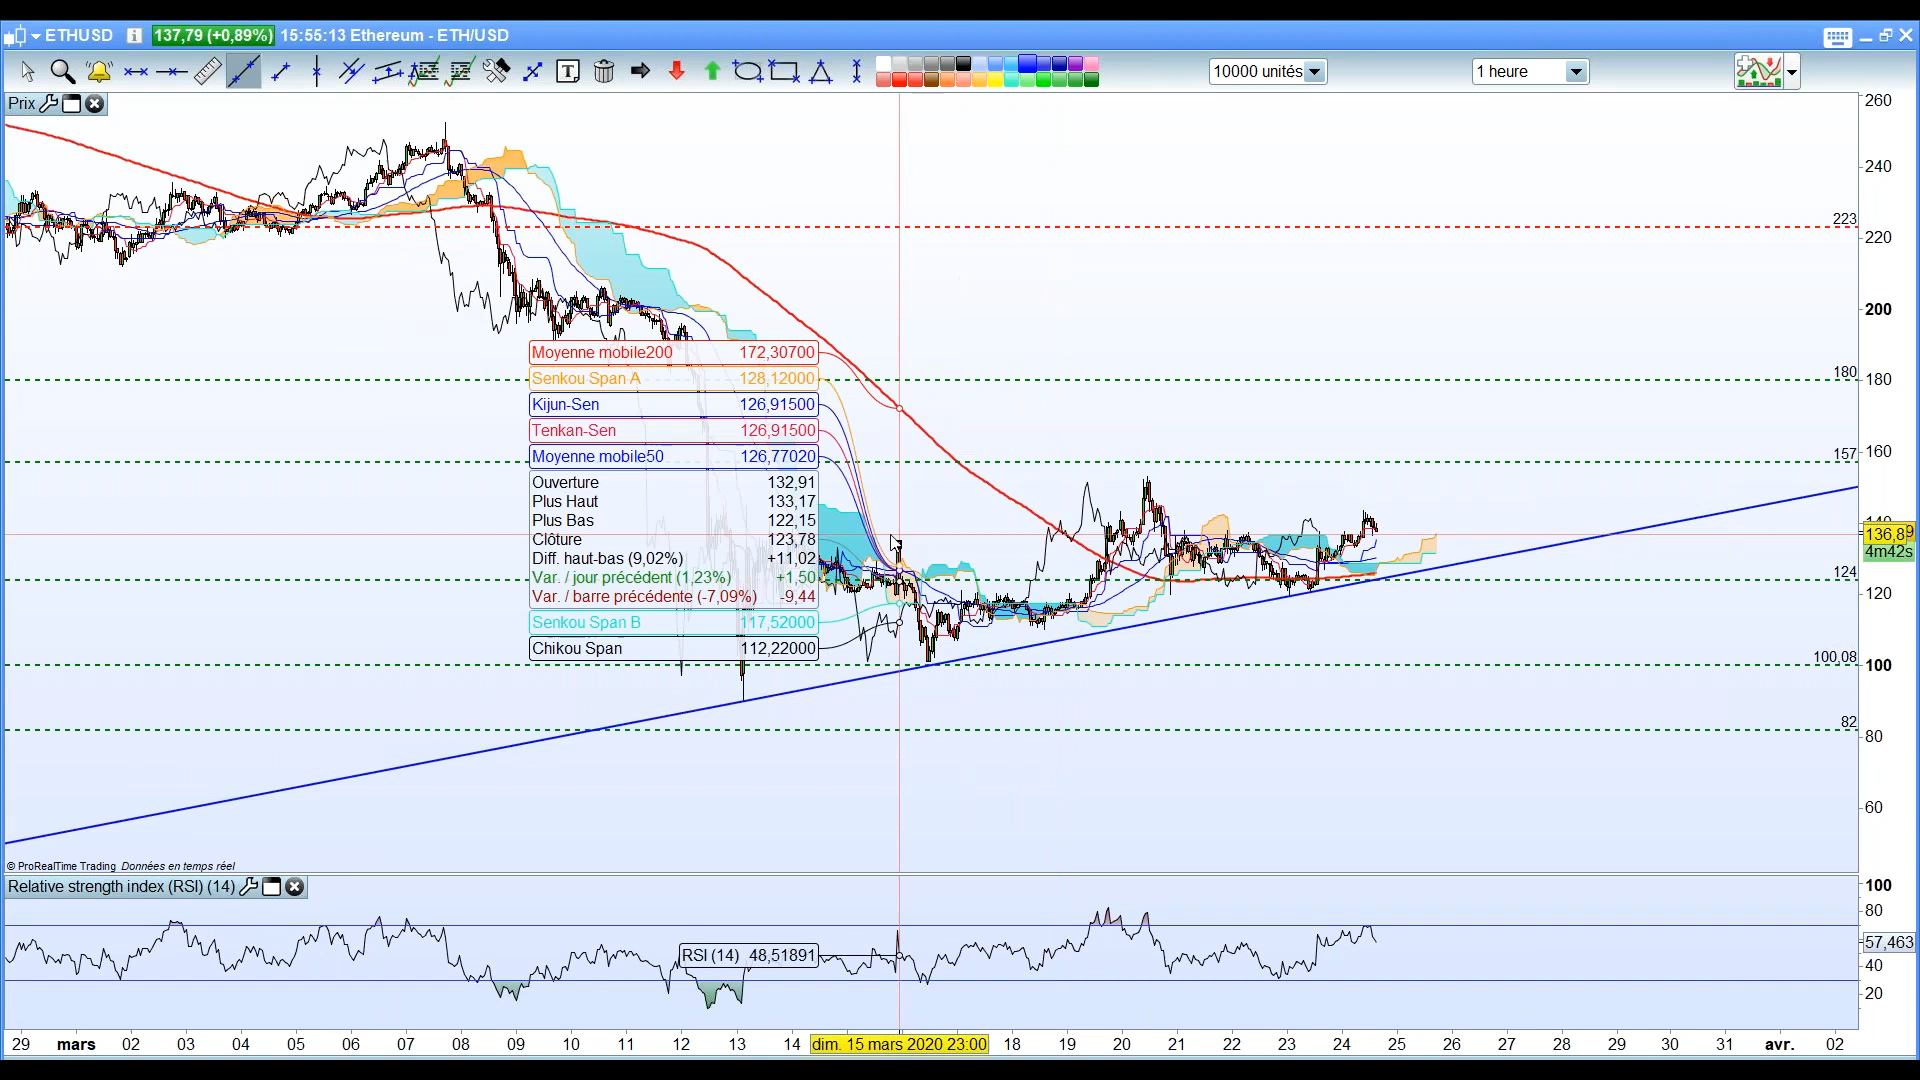 ETHUSD 137,79 (+0,89%) 15:55:13 Ethereum - ETH/USD
10000 unités 1 heure
Prix
260
240
223
220
200
180
180
157
160
136,89
4m42s
124
120
100,08
100
82
80
60
Moyenne mobile200 172,30700
Senkou Span A 128,12000
Kijun-Sen 126,91500
Tenkan-Sen 126,91500
Moyenne mobile50 126,77020
Ouverture 132,91
Plus Haut 133,17
Plus Bas 122,15
Clôture 123,78
Diff. haut-bas (9,02%) +11,02
Var. / jour précédent (1,23%) +1,50
Var. / barre précédente (-7,09%) -9,44
Senkou Span B 117,52000
Chikou Span 112,22000
© ProRealTime Trading Données en temps réel
Relative strength index (RSI) (14)
100
80
57,463
40
20
RSI (14) 48,51891
29 mars 02 03 04 05 06 07 08 09 10 11 12 13 14 dim. 15 mars 2020 23:00 18 19 20 21 22 23 24 25 26 27 28 29 30 31 avr. 02